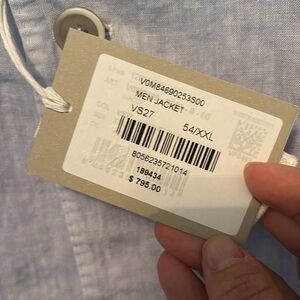 V0M84690253S00
MEN JACKET
VS27
54/XXL
8056235721014
189434
$ 795.00